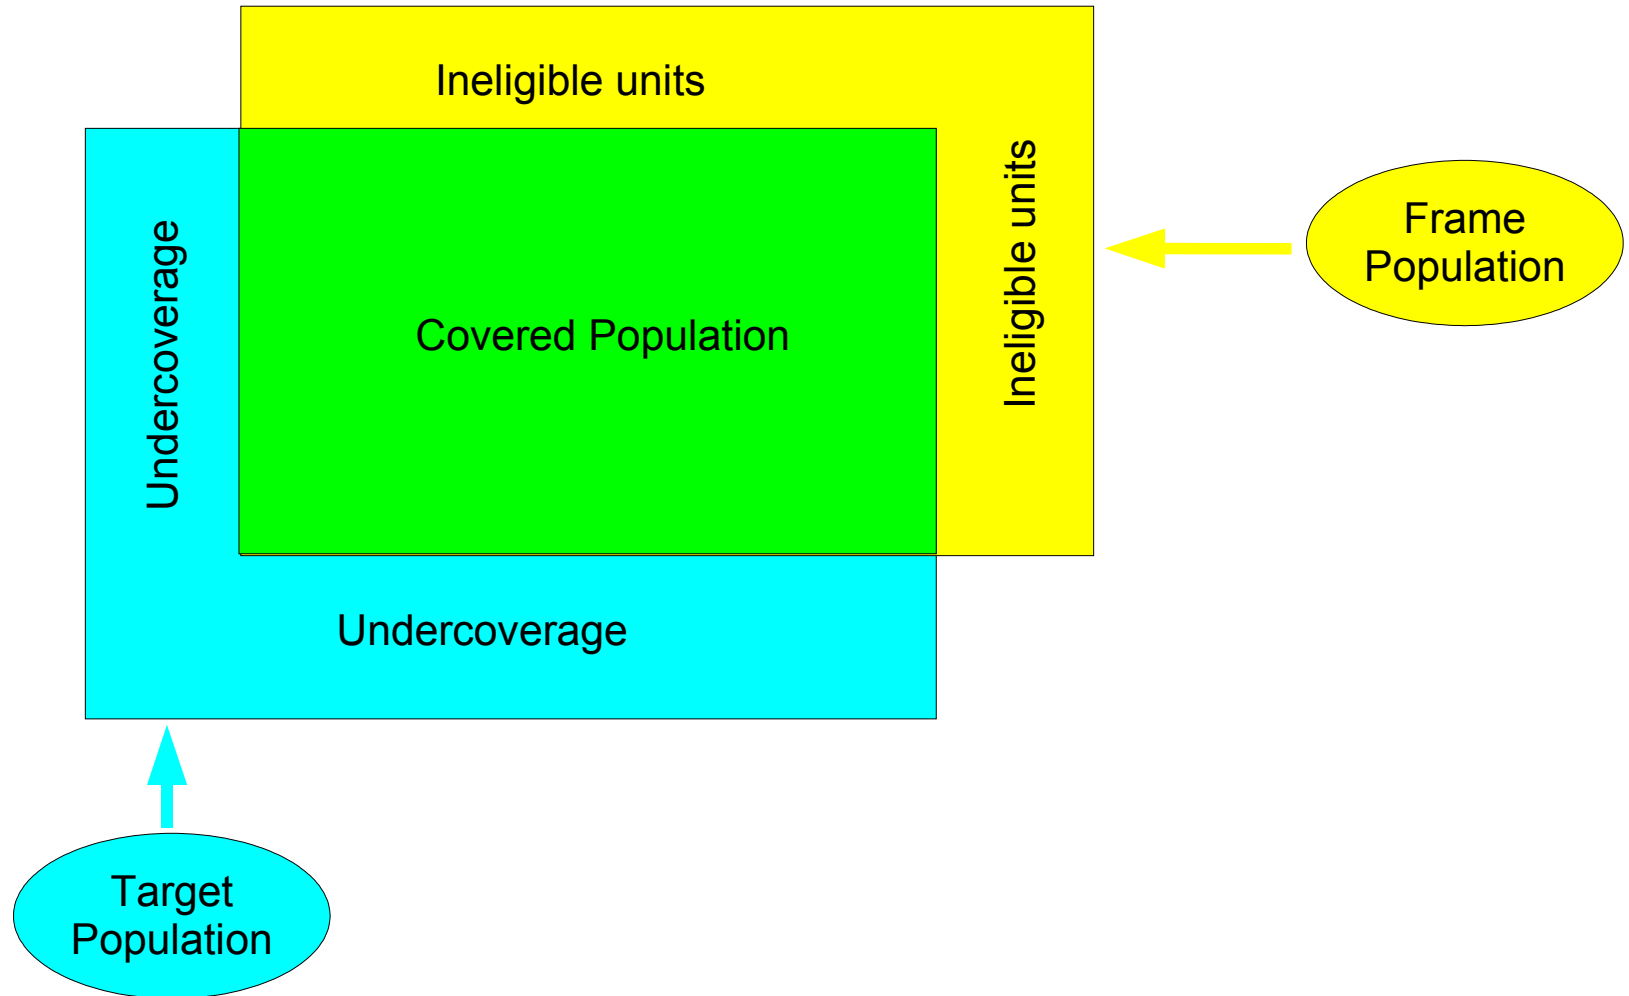 Ineligible units
Ineligible units
Frame
Population
Undercoverage
Covered Population
Undercoverage
Target
Population